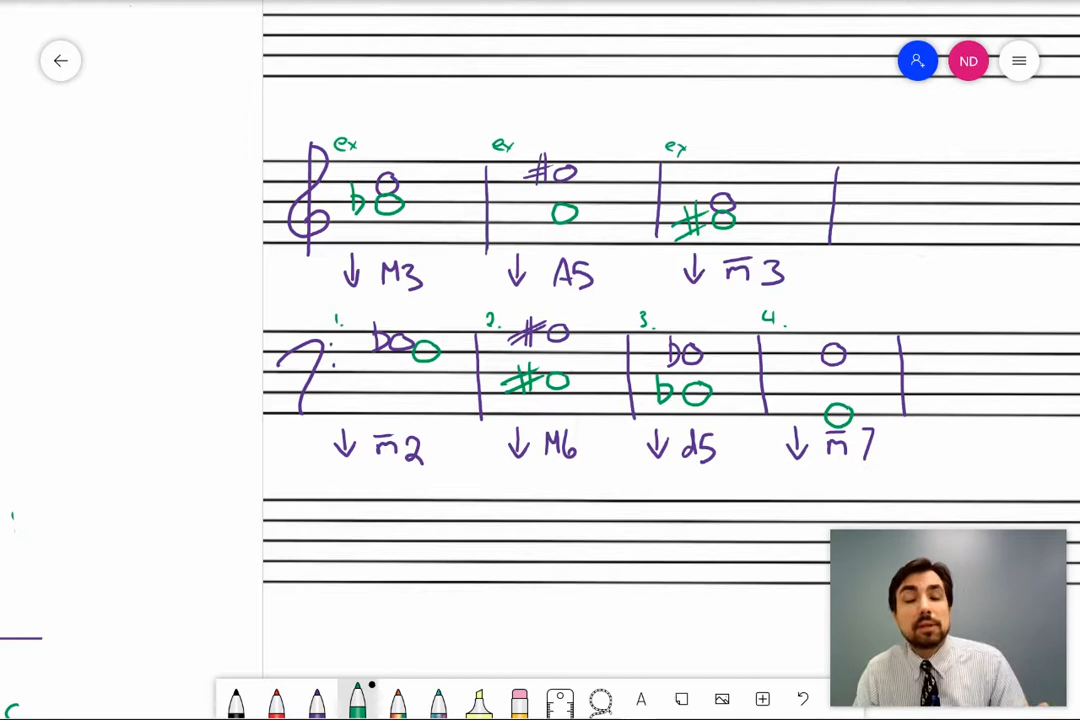 ND
ex ex ex
↓ M3 ↓ A5 ↓ m̅3
1. 2. 3. 4.
↓ m̅2 ↓ M6 ↓ d5 ↓ m̅7
A